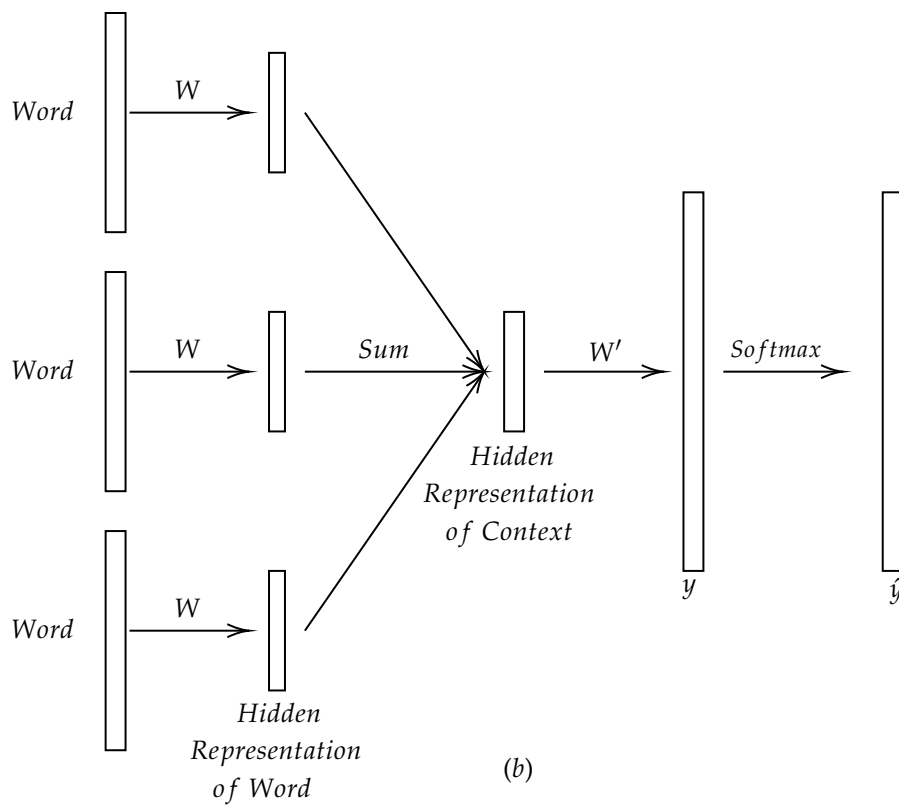 W
Word
W
Sum
W′
Softmax
Word
Hidden
Representation
of Context
y
ŷ
W
Word
Hidden
Representation
of Word
(b)